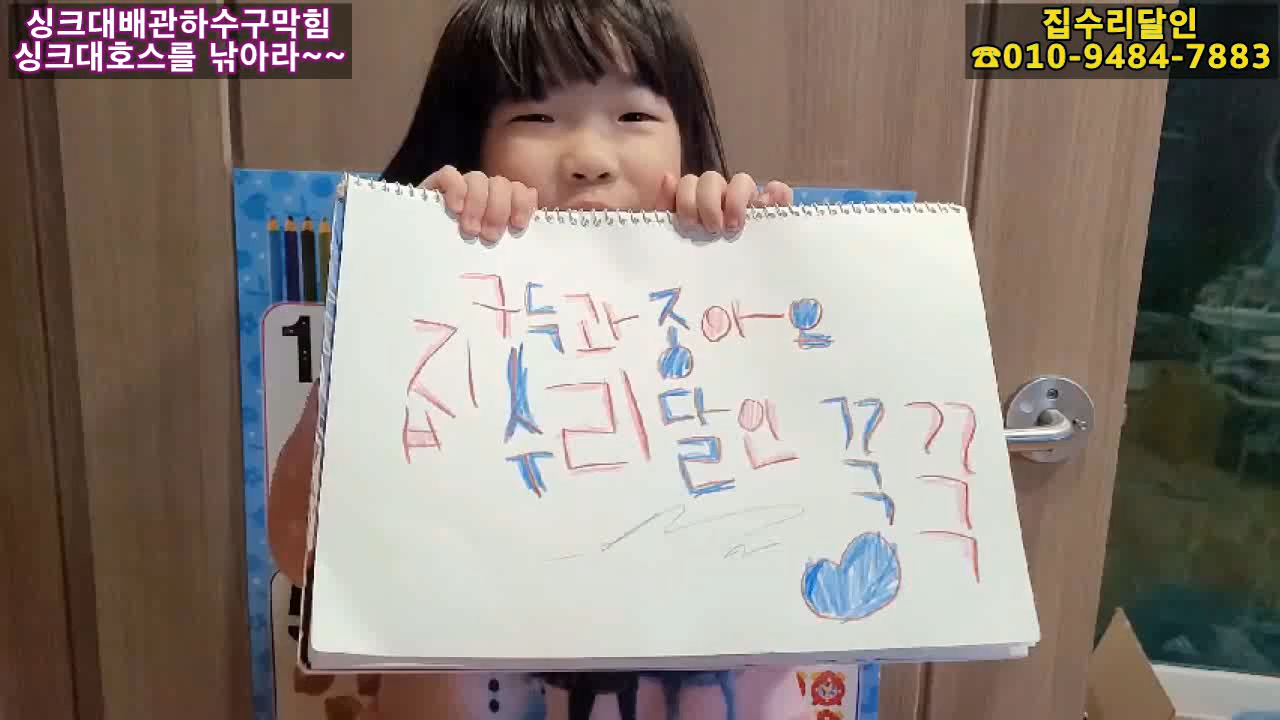 싱크대배관하수구막힘
싱크대호스를 낚아라~~
집수리달인
☎010-9484-7883
구독과 종아요
집수리달인 꾹 꾹
1